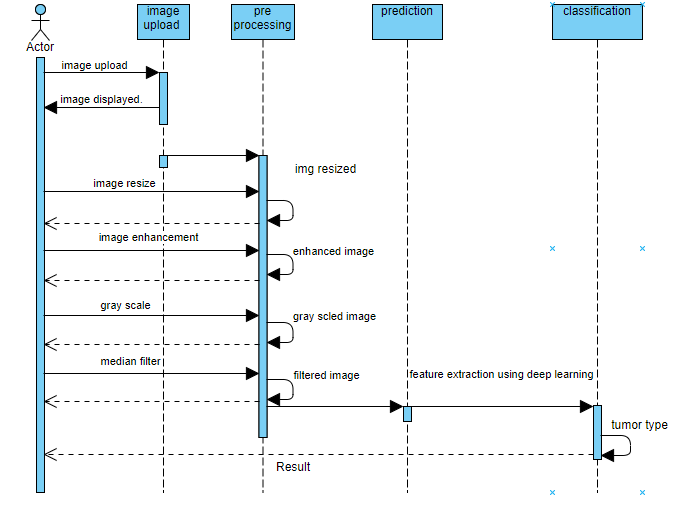 image
upload
pre
processing
prediction
classification
Actor
image upload
image displayed.
img resized
image resize
image enhancement
enhanced image
gray scale
gray scled image
median filter
filtered image
feature extraction using deep learning
tumor type
Result